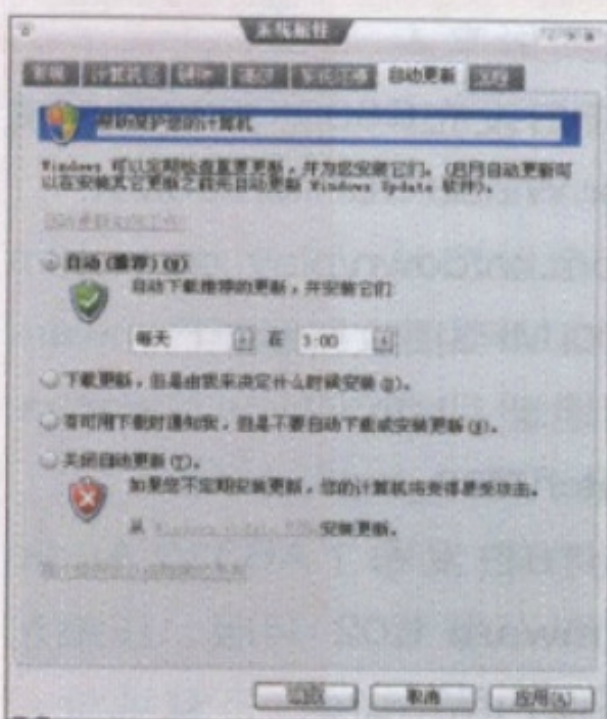 系统属性
常规 计算机名 硬件 高级 系统还原 自动更新 远程
帮助保护您的计算机
Windows 可以定期检查重要更新，并为您安装它们。(启用自动更新可
以在安装其它更新之前先自动更新 Windows Update 软件)。
自动(推荐)(U)
自动下载推荐的更新，并安装它们:
每天 在 3:00
下载更新，但是由我来决定什么时候安装(D)。
有可用下载时通知我，但是不要自动下载或安装更新(N)。
关闭自动更新(T)。
如果您不定期安装更新，您的计算机将变得易受攻击。
从 Windows Update 安装更新。
确定 取消 应用(A)